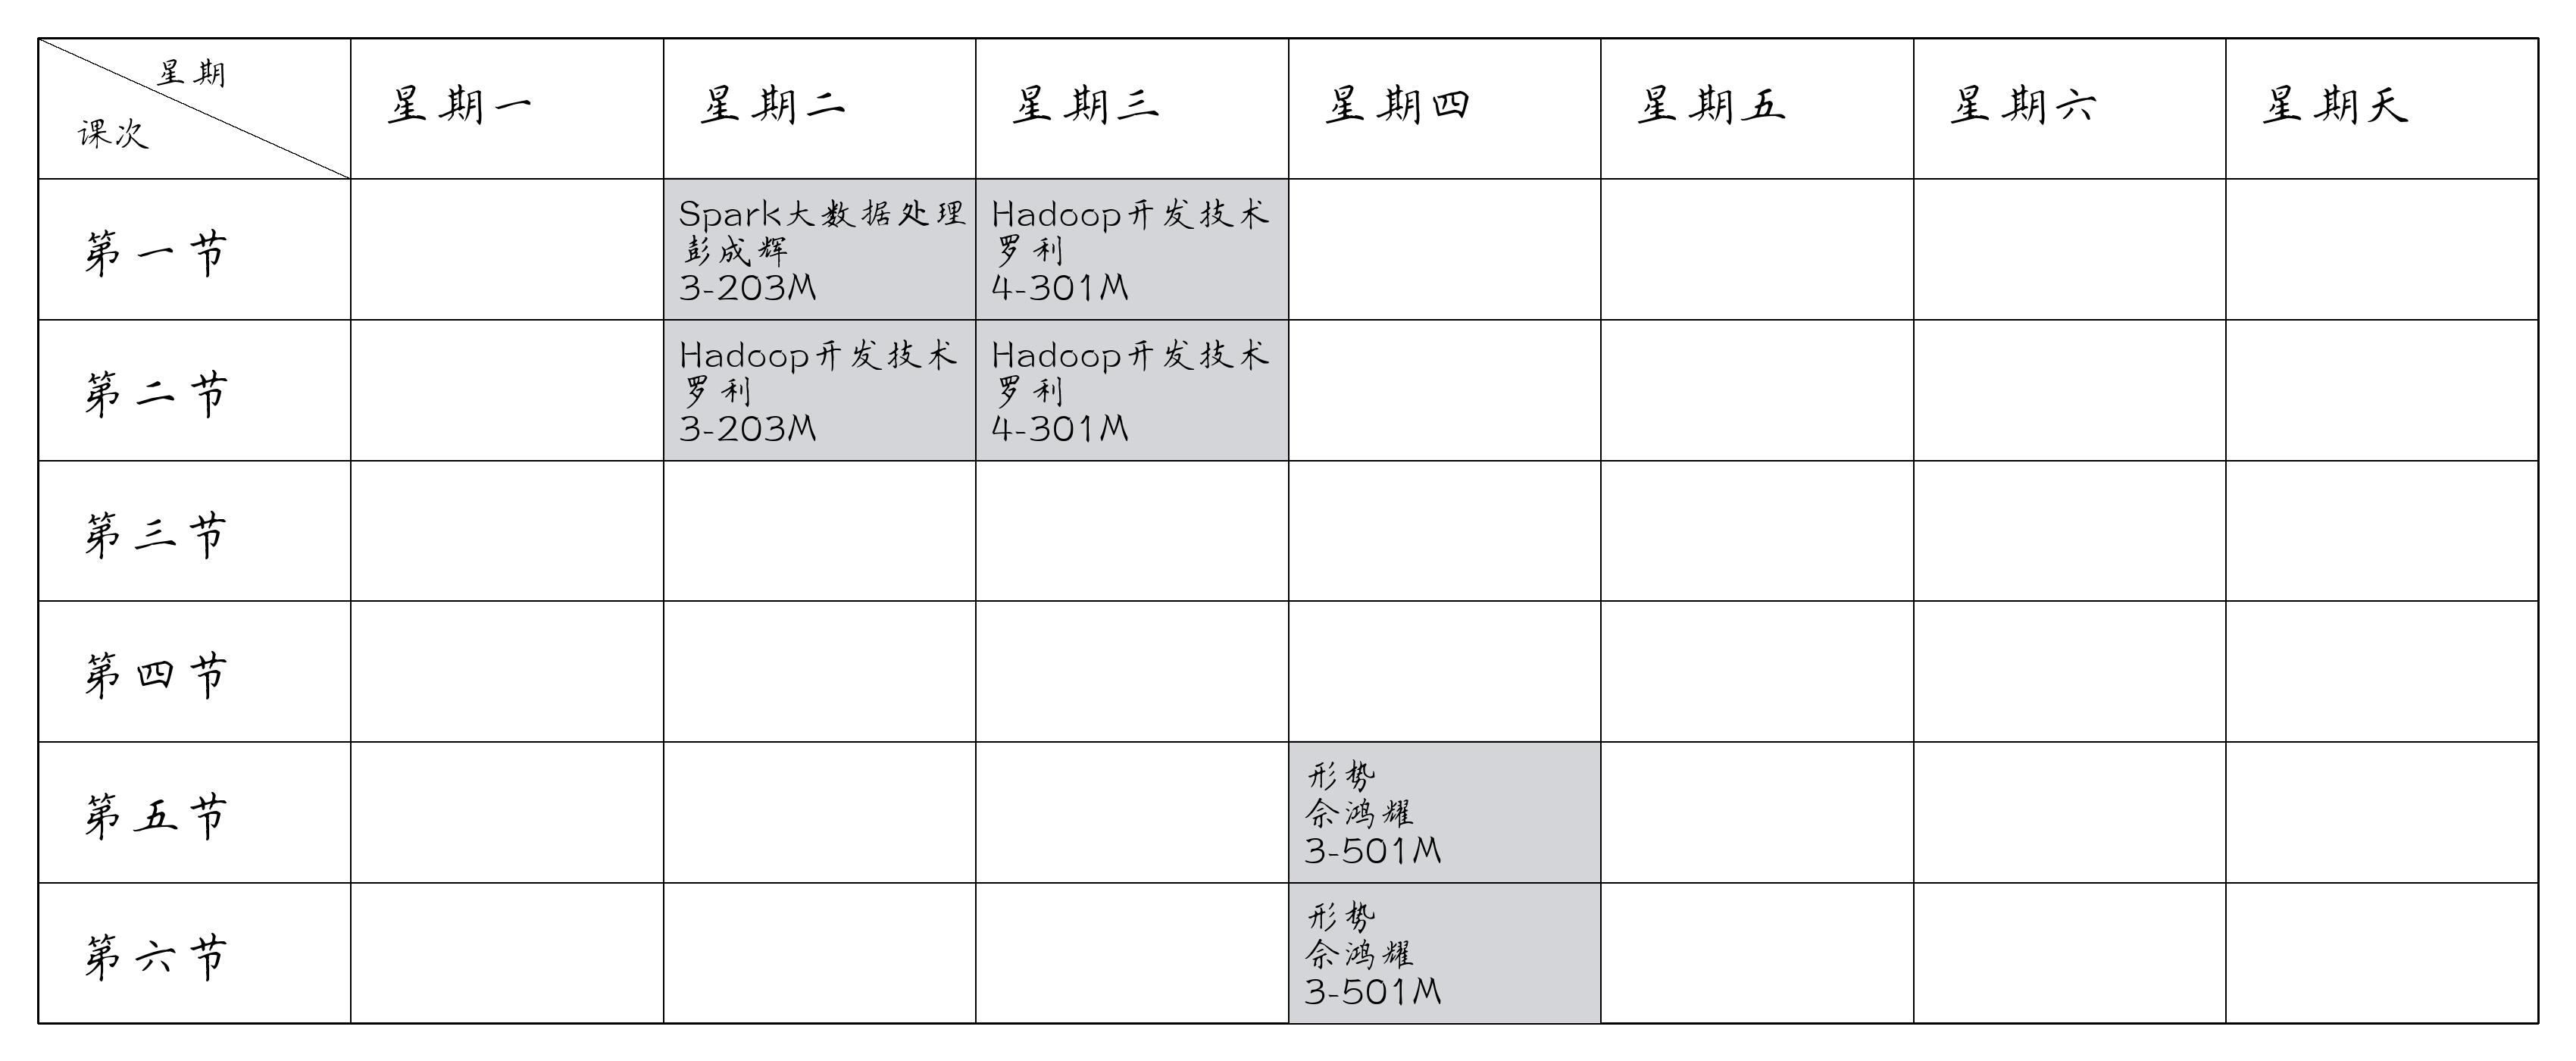 星期
课次
星期一
星期二
星期三
星期四
星期五
星期六
星期天
第一节
Spark大数据处理
彭成辉
3-203M
Hadoop开发技术
罗利
4-301M
第二节
Hadoop开发技术
罗利
3-203M
Hadoop开发技术
罗利
4-301M
第三节
第四节
第五节
形势
佘鸿耀
3-501M
第六节
形势
佘鸿耀
3-501M